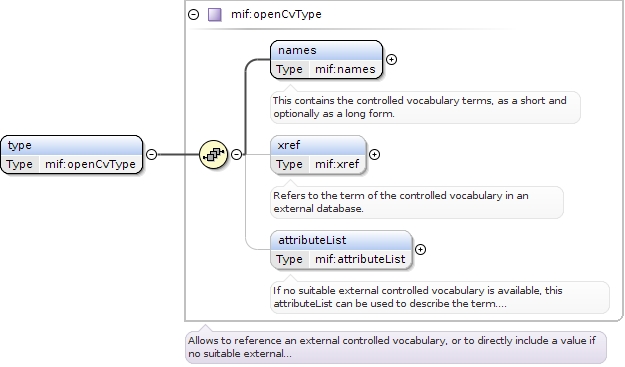 mif:openCvType
names
Type mif:names
This contains the controlled vocabulary terms, as a short and
optionally as a long form.
type
Type mif:openCvType
xref
Type mif:xref
Refers to the term of the controlled vocabulary in an
external database.
attributeList
Type mif:attributeList
If no suitable external controlled vocabulary is available, this
attributeList can be used to describe the term....
Allows to reference an external controlled vocabulary, or to directly include a value if
no suitable external...